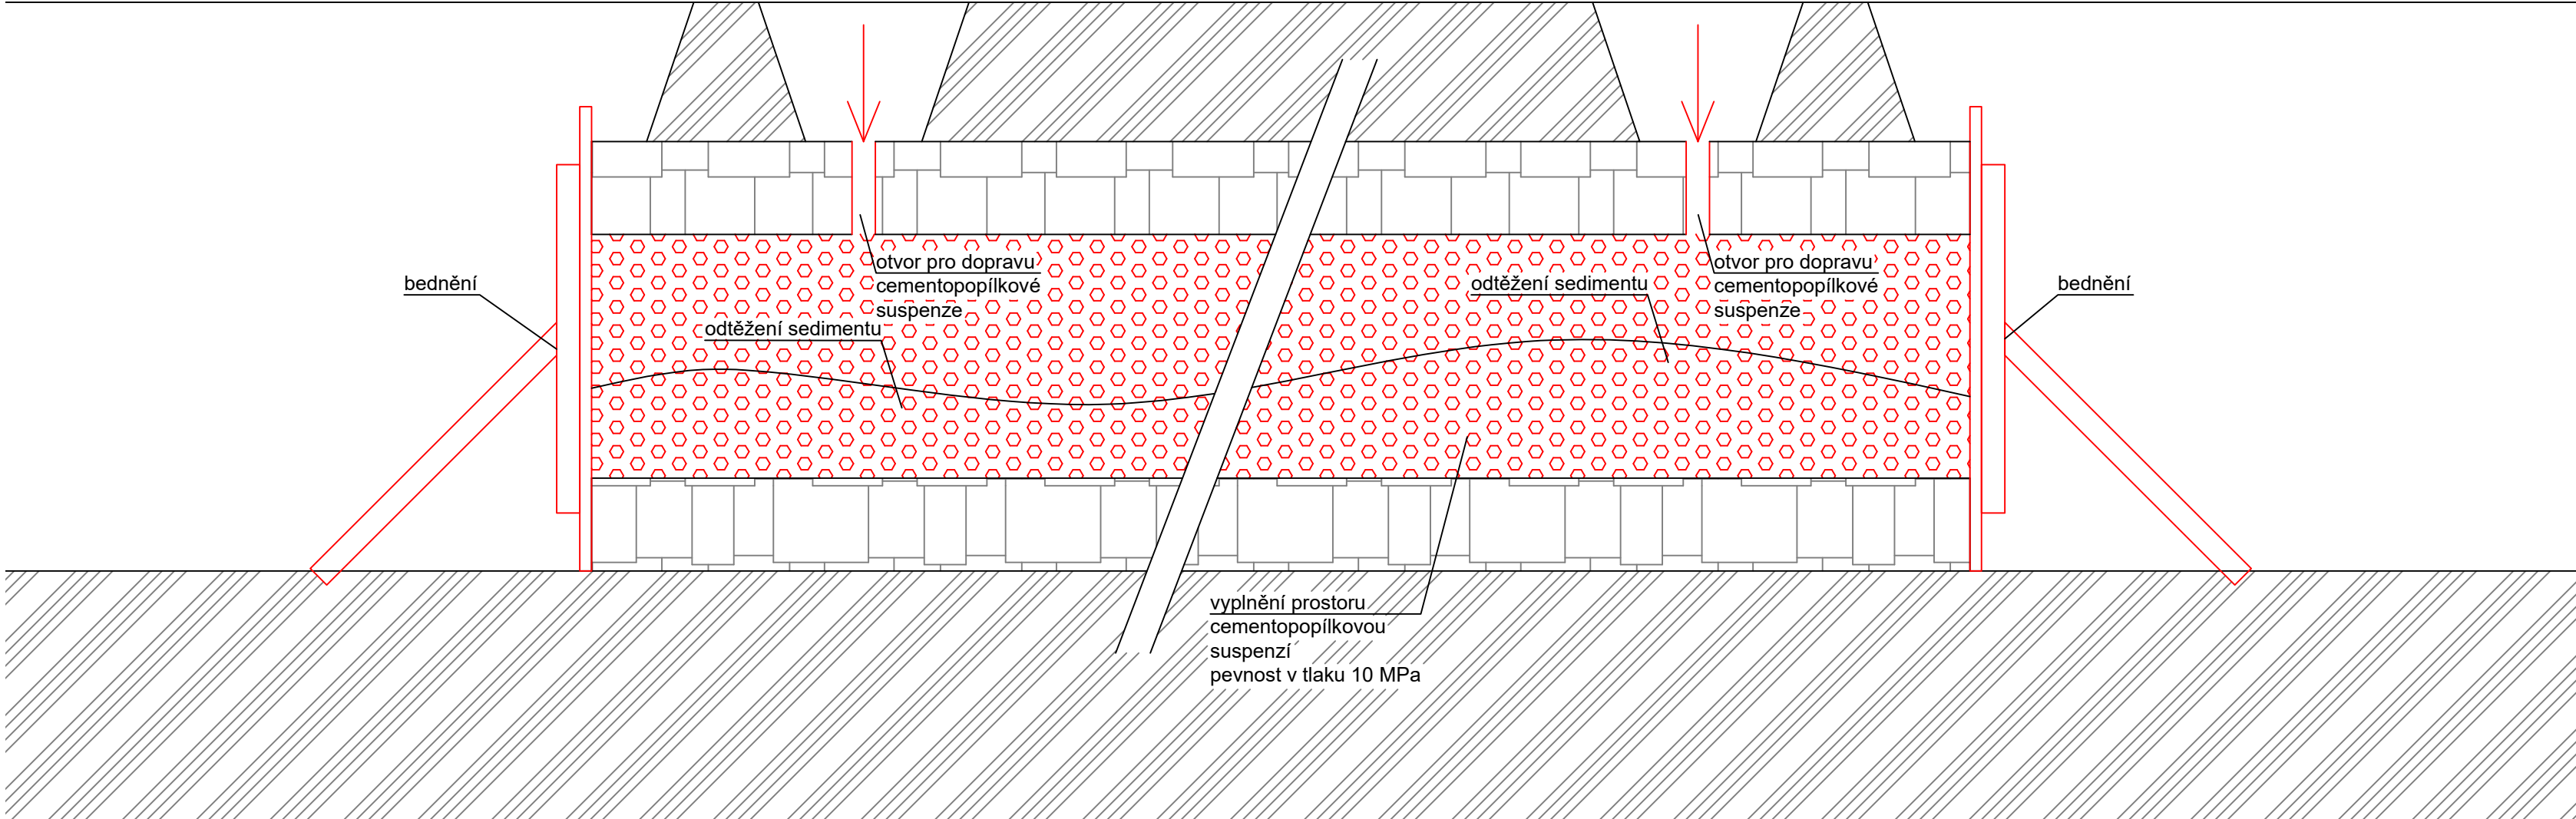 bednění
otvor pro dopravu
cementopopílkové
suspenze
odtěžení sedimentu
odtěžení sedimentu
otvor pro dopravu
cementopopílkové
suspenze
bednění
vyplnění prostoru
cementopopílkovou
suspenzí
pevnost v tlaku 10 MPa